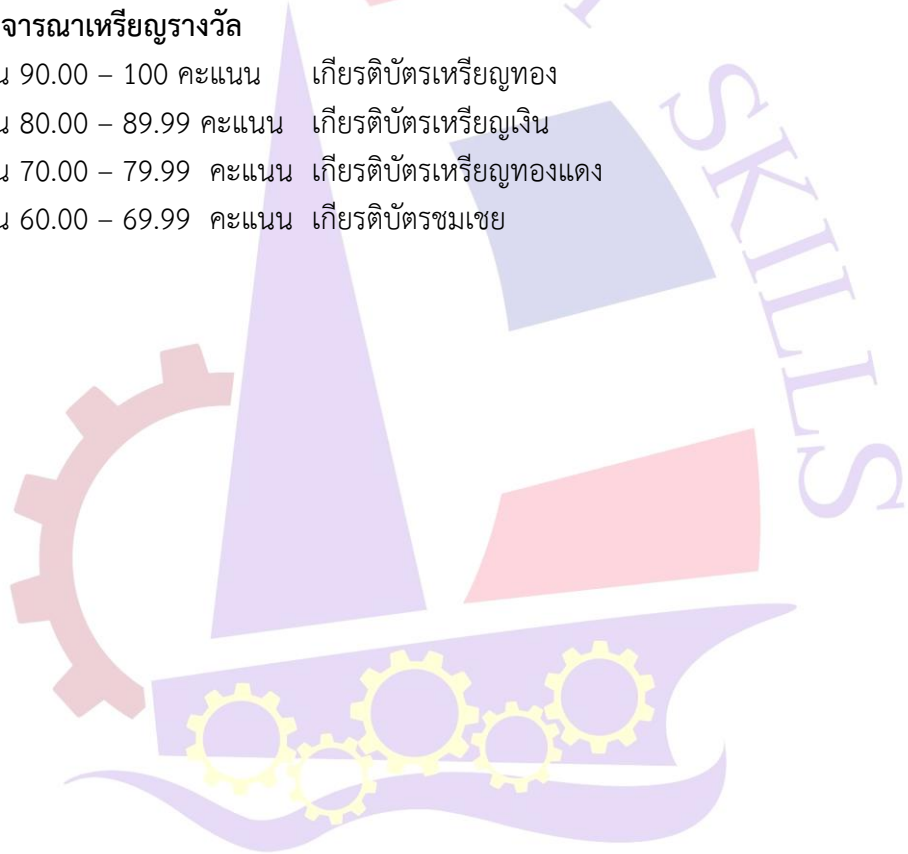 จารณาเหรียญรางวัล
น 90.00 – 100 คะแนน เกียรติบัตรเหรียญทอง
น 80.00 – 89.99 คะแนน เกียรติบัตรเหรียญเงิน
น 70.00 – 79.99 คะแนน เกียรติบัตรเหรียญทองแดง
น 60.00 – 69.99 คะแนน เกียรติบัตรชมเชย
SKILLS